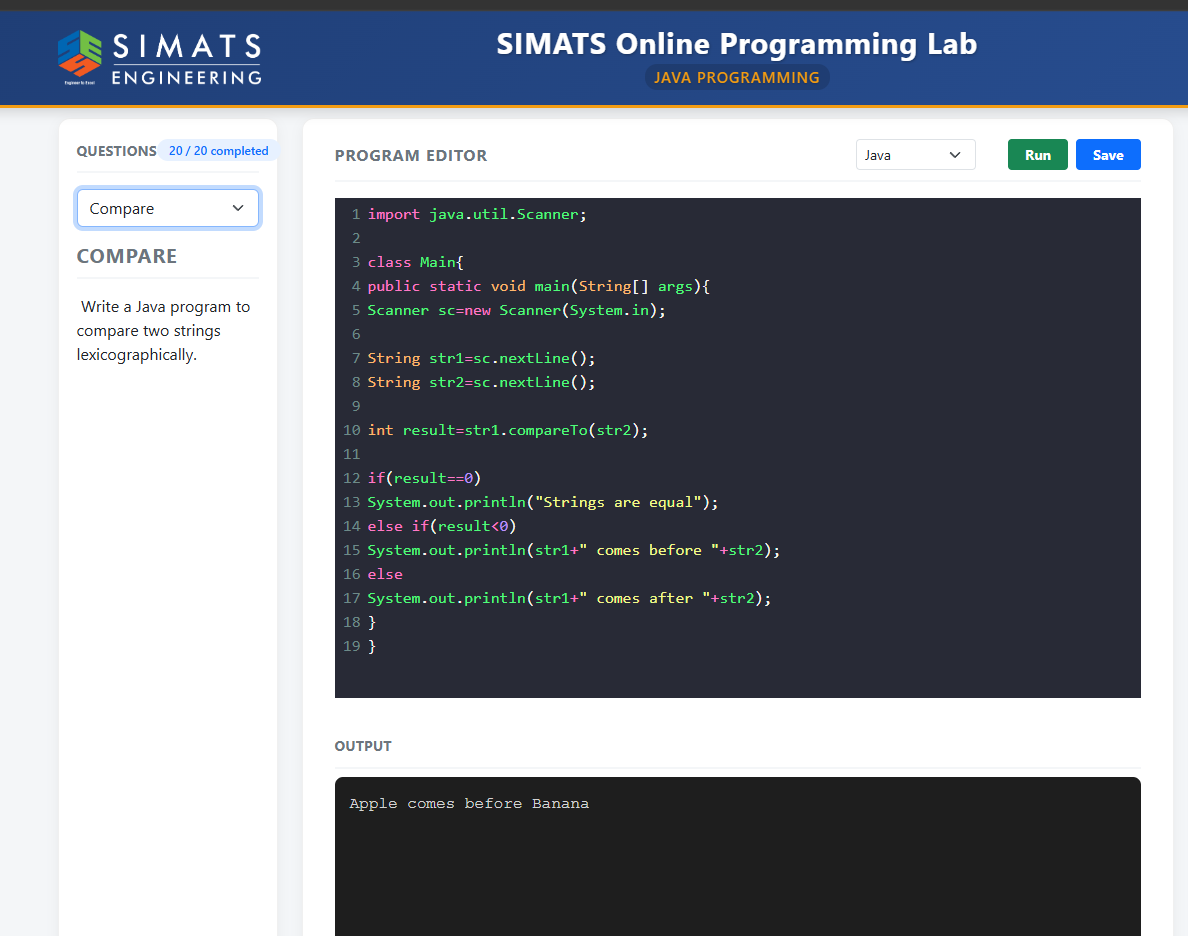 SIMATS
ENGINEERING
Engineer to Excel
SIMATS Online Programming Lab
JAVA PROGRAMMING
QUESTIONS 20 / 20 completed
Compare
COMPARE
Write a Java program to
compare two strings
lexicographically.
PROGRAM EDITOR
Java
Run
Save
1 import java.util.Scanner;
2
3 class Main{
4 public static void main(String[] args){
5 Scanner sc=new Scanner(System.in);
6
7 String str1=sc.nextLine();
8 String str2=sc.nextLine();
9
10 int result=str1.compareTo(str2);
11
12 if(result==0)
13 System.out.println("Strings are equal");
14 else if(result<0)
15 System.out.println(str1+" comes before "+str2);
16 else
17 System.out.println(str1+" comes after "+str2);
18 }
19 }
OUTPUT
Apple comes before Banana